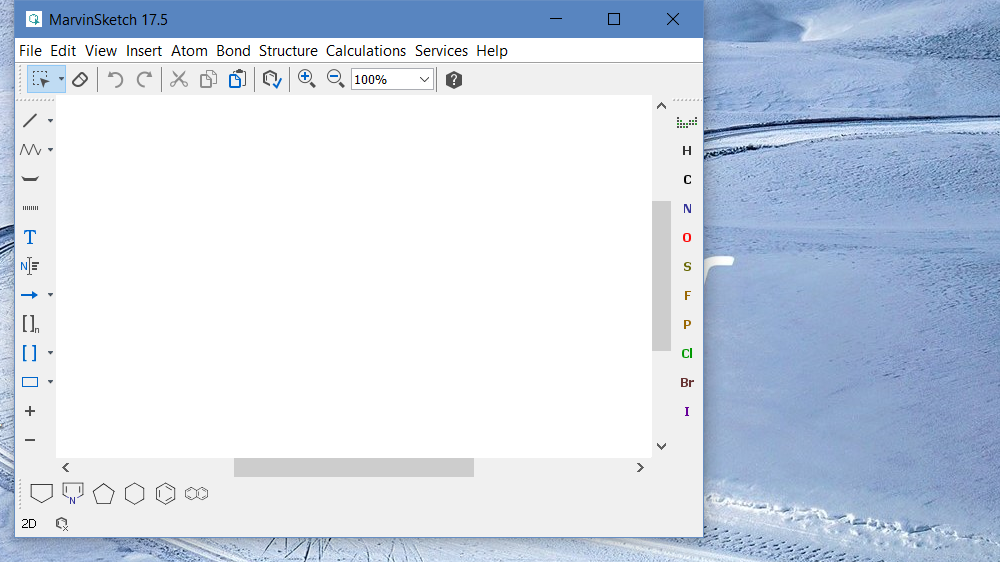 MarvinSketch 17.5
File Edit View Insert Atom Bond Structure Calculations Services Help
100%
H
C
N
O
S
F
P
Cl
Br
I
T
N
[ ]n
[ ]
N
2D